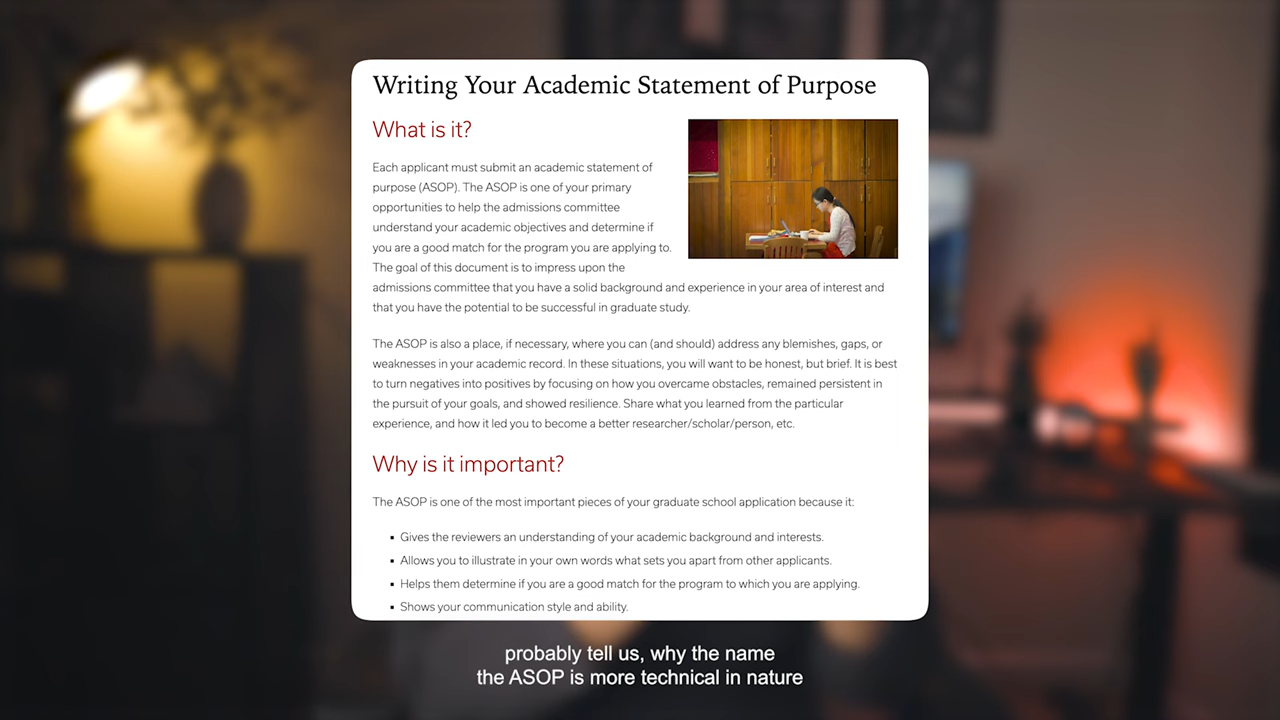 Writing Your Academic Statement of Purpose
What is it?
Each applicant must submit an academic statement of
purpose (ASOP). The ASOP is one of your primary
opportunities to help the admissions committee
understand your academic objectives and determine if
you are a good match for the program you are applying to.
The goal of this document is to impress upon the
admissions committee that you have a solid background and experience in your area of interest and
that you have the potential to be successful in graduate study.
The ASOP is also a place, if necessary, where you can (and should) address any blemishes, gaps, or
weaknesses in your academic record. In these situations, you will want to be honest, but brief. It is best
to turn negatives into positives by focusing on how you overcame obstacles, remained persistent in
the pursuit of your goals, and showed resilience. Share what you learned from the particular
experience, and how it led you to become a better researcher/scholar/person, etc.
Why is it important?
The ASOP is one of the most important pieces of your graduate school application because it:
▪ Gives the reviewers an understanding of your academic background and interests.
▪ Allows you to illustrate in your own words what sets you apart from other applicants.
▪ Helps them determine if you are a good match for the program to which you are applying.
▪ Shows your communication style and ability.
probably tell us, why the name
the ASOP is more technical in nature